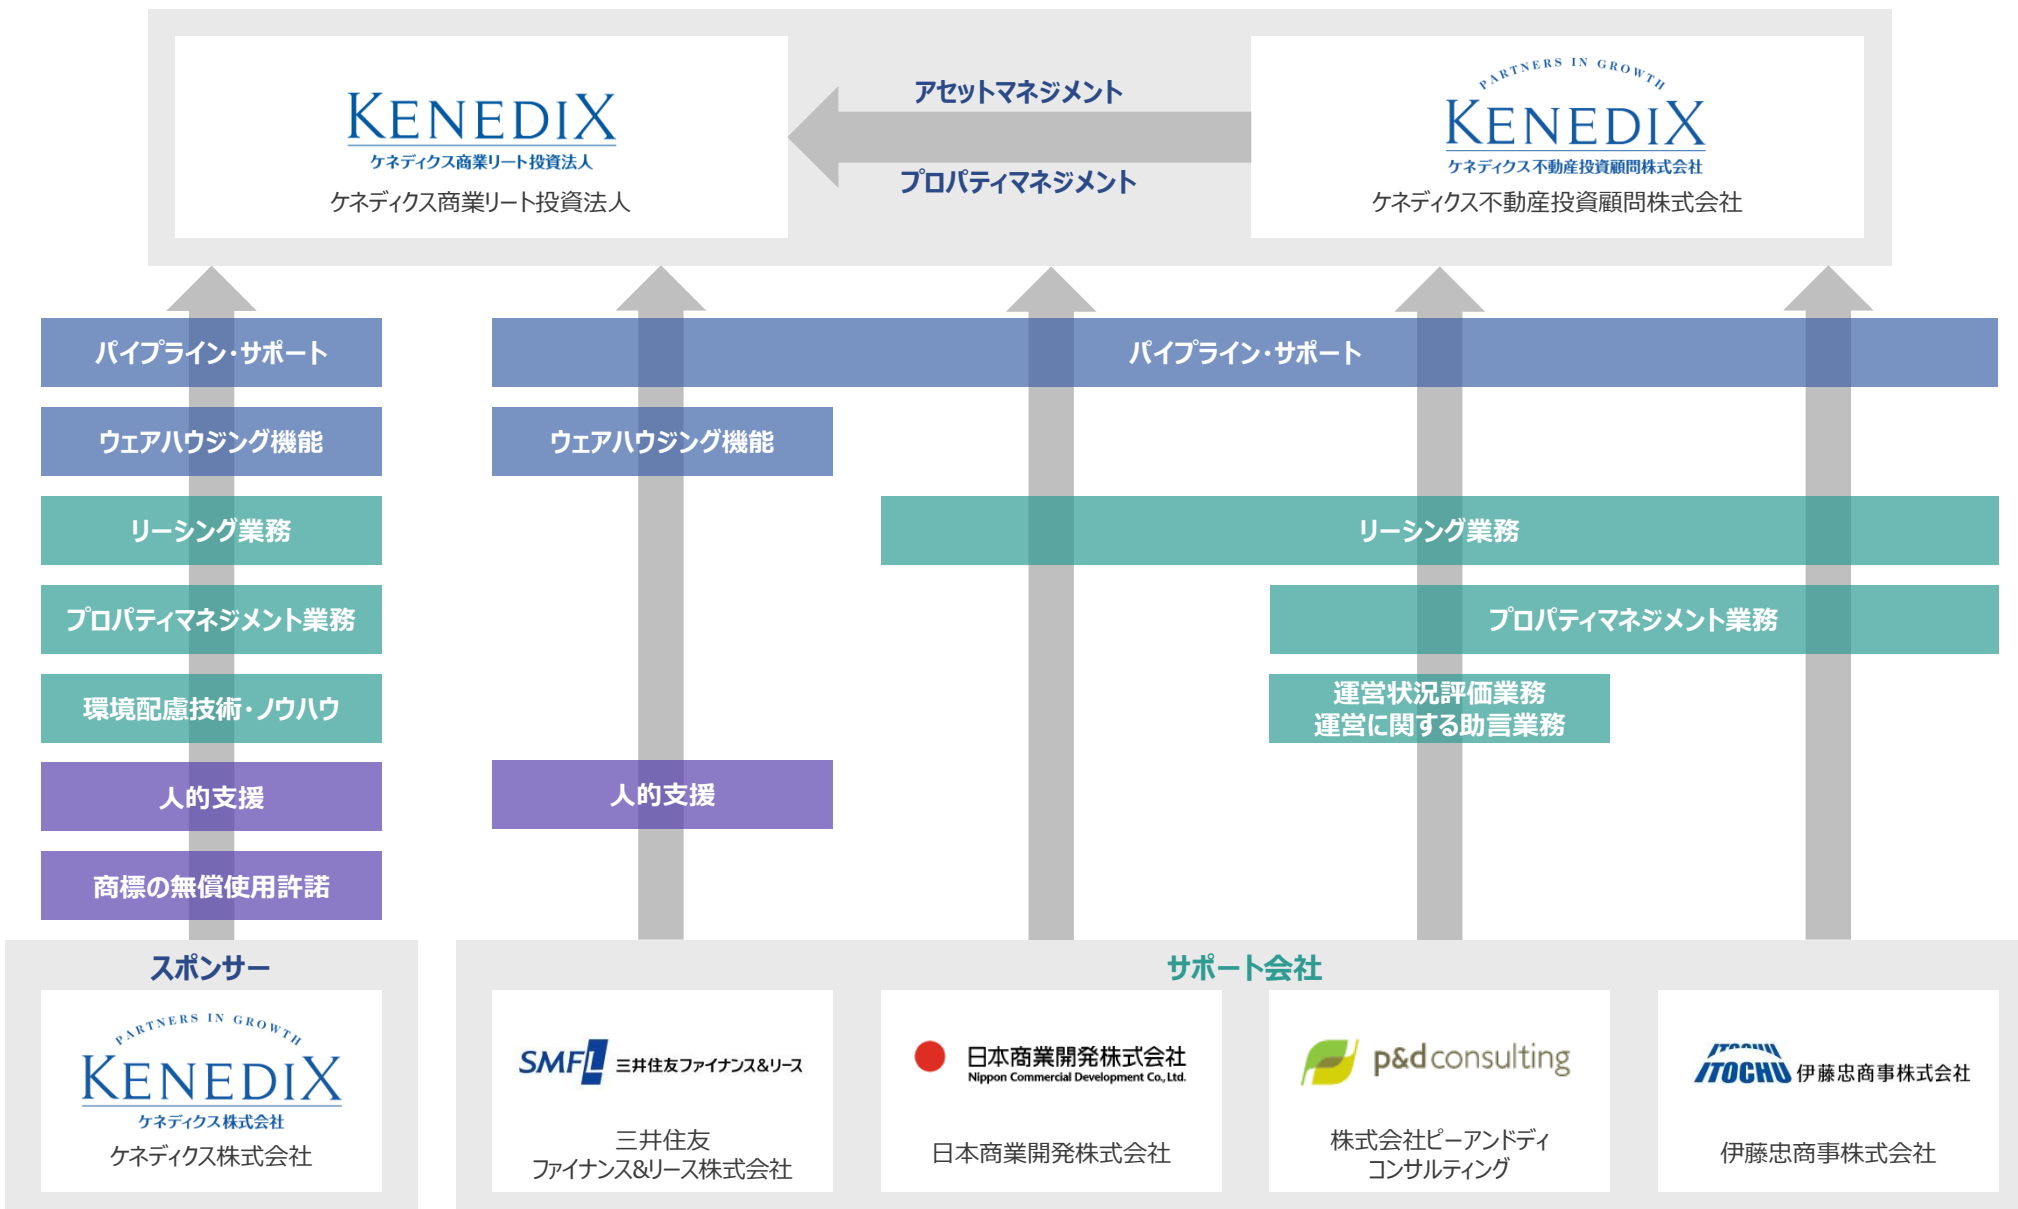 KENEDIX
ケネディクス商業リート投資法人
ケネディクス商業リート投資法人
アセットマネジメント
プロパティマネジメント
PARTNERS IN GROWTH
KENEDIX
ケネディクス不動産投資顧問株式会社
ケネディクス不動産投資顧問株式会社
パイプライン・サポート
パイプライン・サポート
ウェアハウジング機能
ウェアハウジング機能
リーシング業務
リーシング業務
プロパティマネジメント業務
プロパティマネジメント業務
環境配慮技術・ノウハウ
運営状況評価業務
運営に関する助言業務
人的支援
人的支援
商標の無償使用許諾
スポンサー
PARTNERS IN GROWTH
KENEDIX
ケネディクス株式会社
ケネディクス株式会社
サポート会社
SMFL 三井住友ファイナンス&リース
三井住友
ファイナンス&リース株式会社
日本商業開発株式会社
Nippon Commercial Development Co., Ltd.
日本商業開発株式会社
p&d consulting
株式会社ピーアンドディ
コンサルティング
ITOCHU
ITOCHU 伊藤忠商事株式会社
伊藤忠商事株式会社